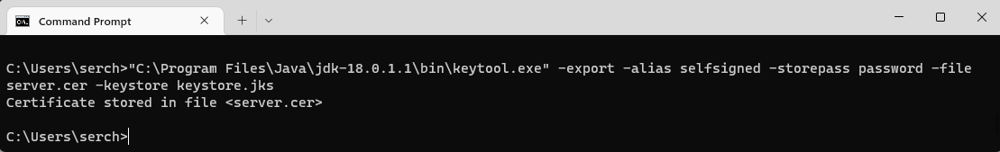 Command Prompt
C:\Users\serch>"C:\Program Files\Java\jdk-18.0.1.1\bin\keytool.exe" -export -alias selfsigned -storepass password -file
server.cer -keystore keystore.jks
Certificate stored in file <server.cer>
C:\Users\serch>